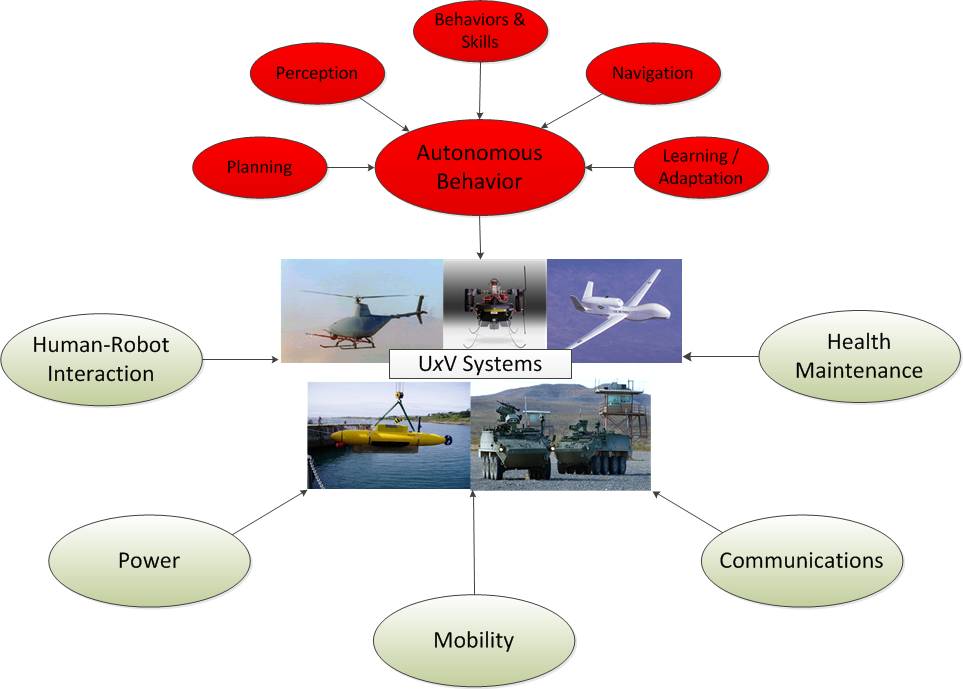 Behaviors &
Skills
Perception
Navigation
Autonomous
Behavior
Planning
Learning /
Adaptation
Human-Robot
Interaction
UxV Systems
Health
Maintenance
Power
Communications
Mobility